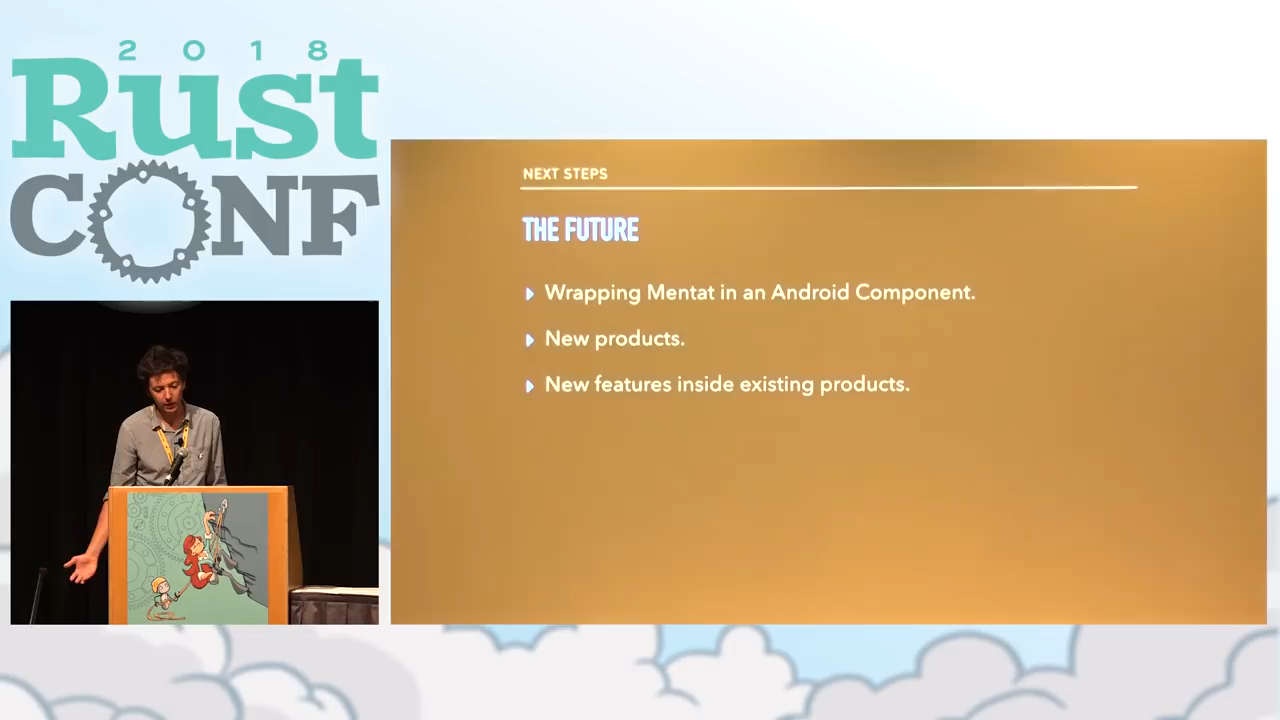 2018
Rust
CONF
NEXT STEPS
THE FUTURE
Wrapping Mentat in an Android Component.
New products.
New features inside existing products.